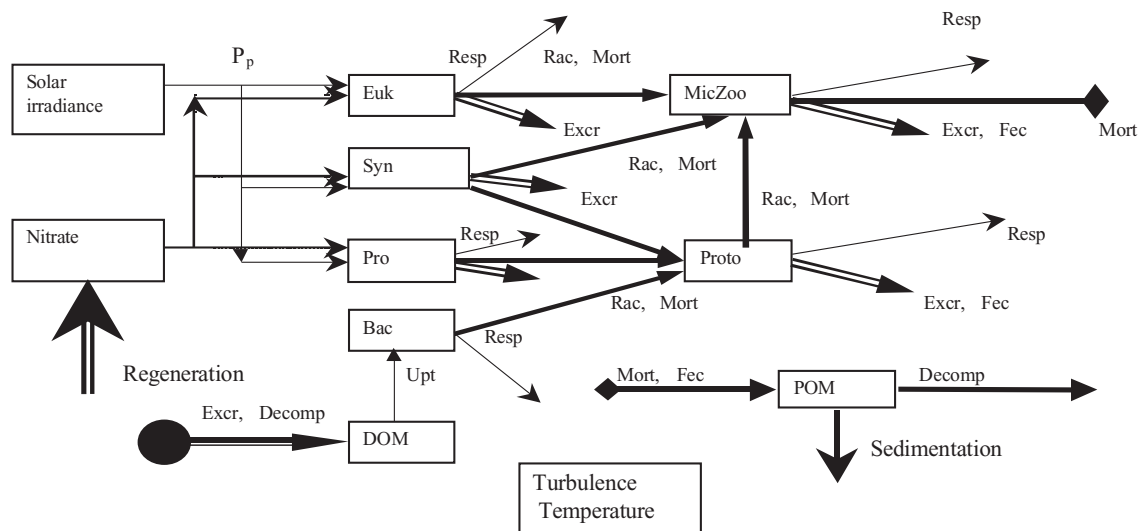 Resp
Rac, Mort
Resp
P_p
Solar
irradiance
Euk
MicZoo
Excr
Excr, Fec
Mort
Syn
Rac, Mort
Excr
Rac, Mort
Nitrate
Resp
Pro
Proto
Resp
Excr, Fec
Bac
Rac, Mort
Resp
Regeneration
Upt
Mort, Fec
POM
Decomp
Excr, Decomp
DOM
Sedimentation
Turbulence
Temperature